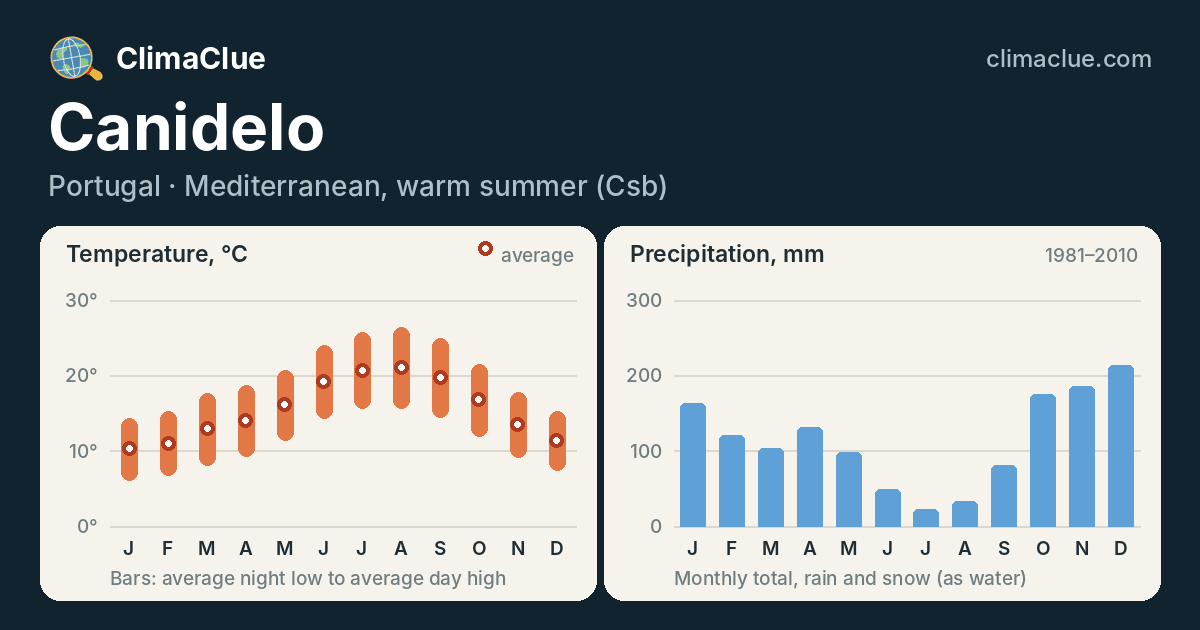 ClimaClue
climaclue.com
Canidelo
Portugal · Mediterranean, warm summer (Csb)
Temperature, °C
average
30°
20°
10°
0°
J F M A M J J A S O N D
Bars: average night low to average day high
Precipitation, mm
1981–2010
300
200
100
0
J F M A M J J A S O N D
Monthly total, rain and snow (as water)